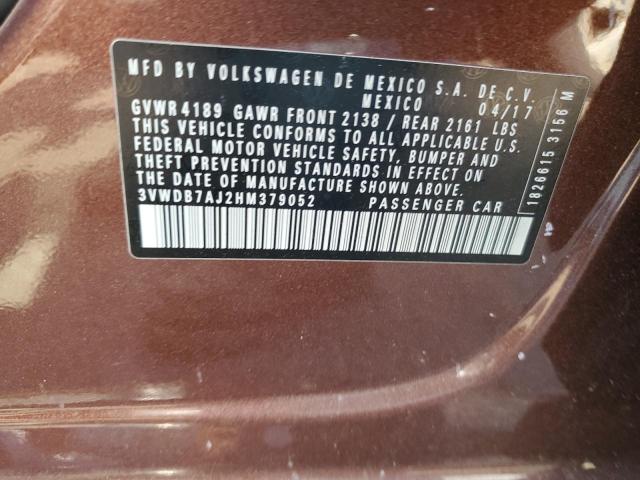 MFD BY VOLKSWAGEN DE MEXICO S.A. DE C.V.
MEXICO 04/17
GVWR 4189 GAWR FRONT 2138 / REAR 2161 LBS
THIS VEHICLE CONFORMS TO ALL APPLICABLE U.S.
FEDERAL MOTOR VEHICLE SAFETY, BUMPER AND
THEFT PREVENTION STANDARDS IN EFFECT ON
THE DATE OF MANUFACTURE SHOWN ABOVE.
3VWDB7AJ2HM379052 PASSENGER CAR
1826615 3156 M